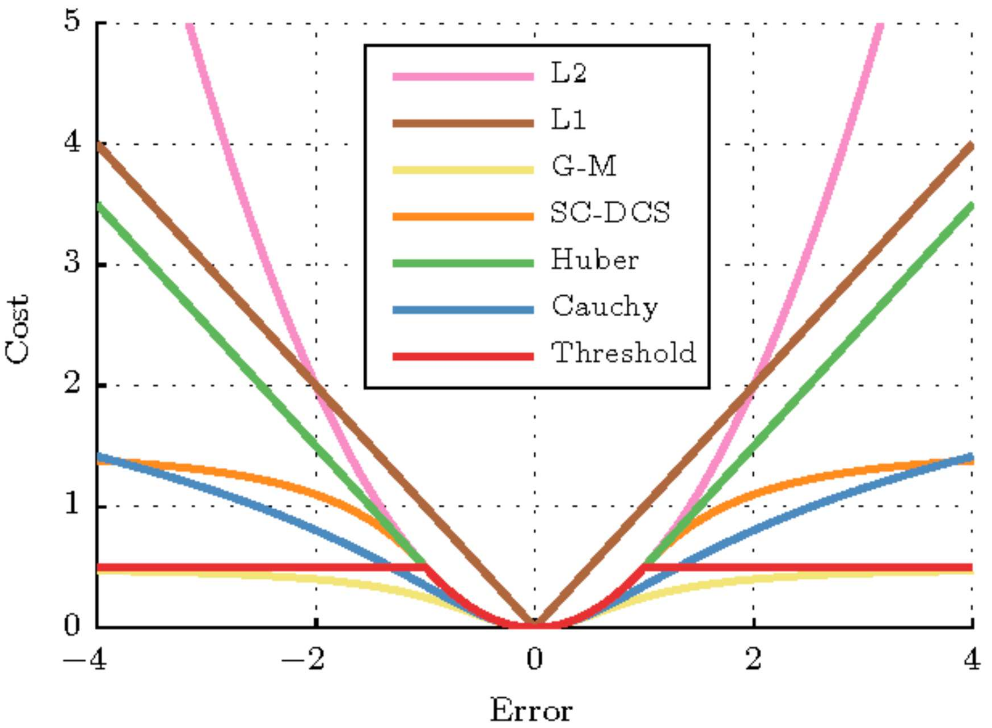 5
4
3
2
1
0
Cost
L2
L1
G-M
SC-DCS
Huber
Cauchy
Threshold
−4 −2 0 2 4
Error